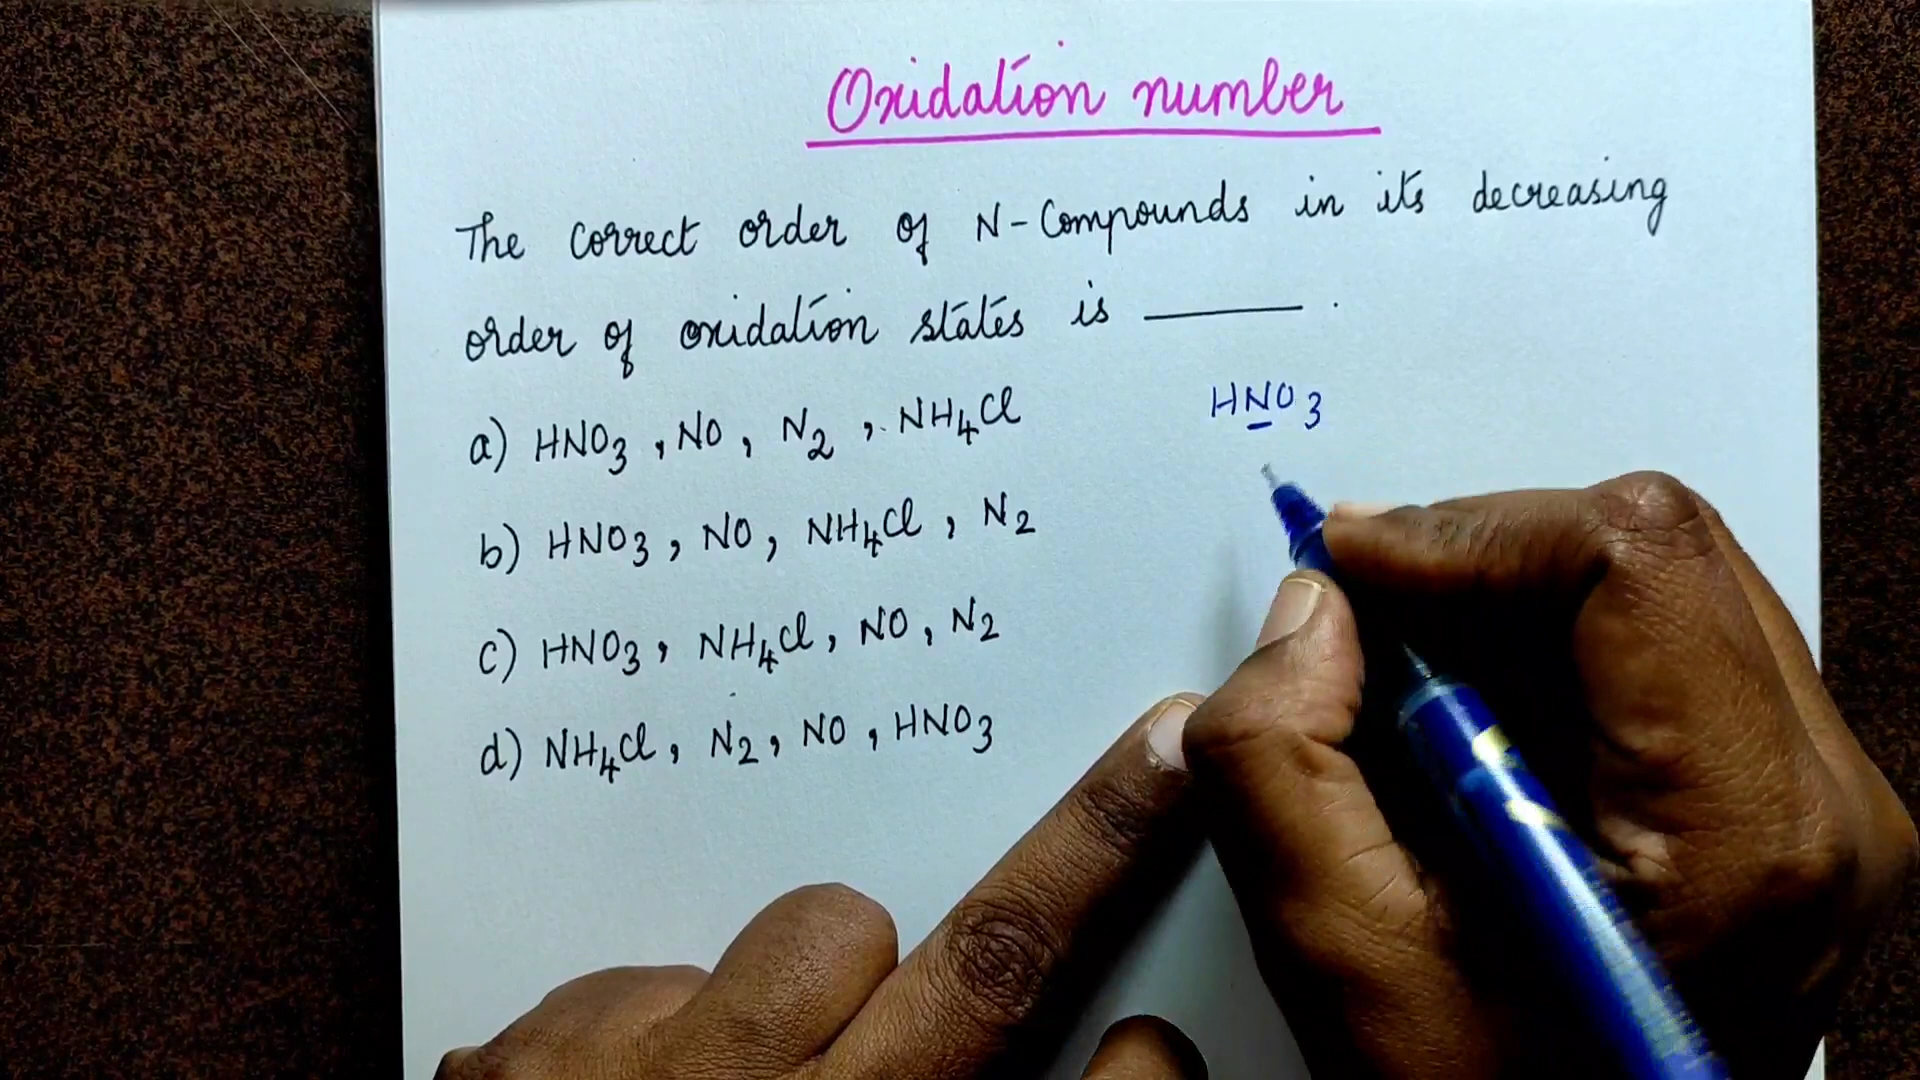 Oxidation number
The correct order of N-Compounds in its decreasing
order of oxidation states is ______ .
a) HNO₃, NO, N₂, NH₄Cl
HNO₃
b) HNO₃, NO, NH₄Cl, N₂
c) HNO₃, NH₄Cl, NO, N₂
d) NH₄Cl, N₂, NO, HNO₃